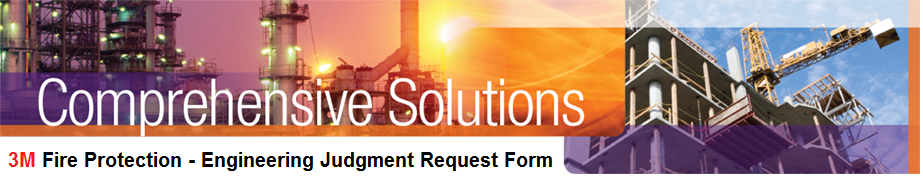 Comprehensive Solutions
3M Fire Protection - Engineering Judgment Request Form